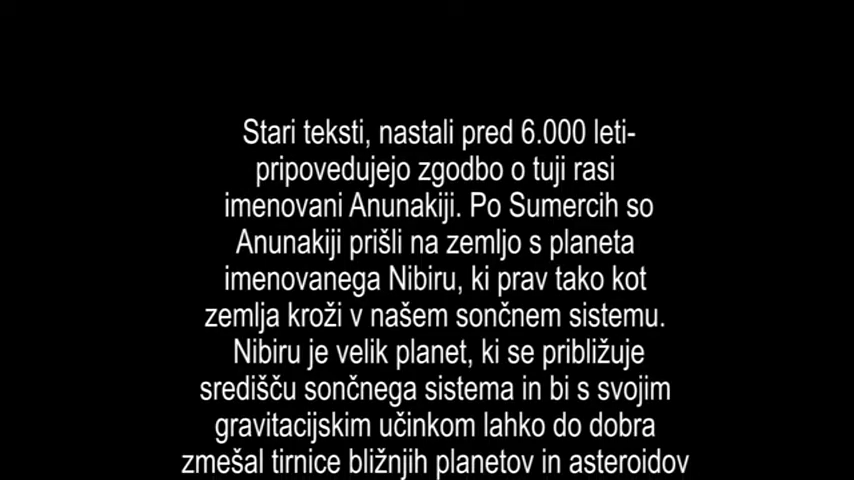 Stari teksti, nastali pred 6.000 leti-
pripovedujejo zgodbo o tuji rasi
imenovani Anunakiji. Po Sumercih so
Anunakiji prišli na zemljo s planeta
imenovanega Nibiru, ki prav tako kot
zemlja kroži v našem sončnem sistemu.
Nibiru je velik planet, ki se približuje
središču sončnega sistema in bi s svojim
gravitacijskim učinkom lahko do dobra
zmešal tirnice bližnjih planetov in asteroidov